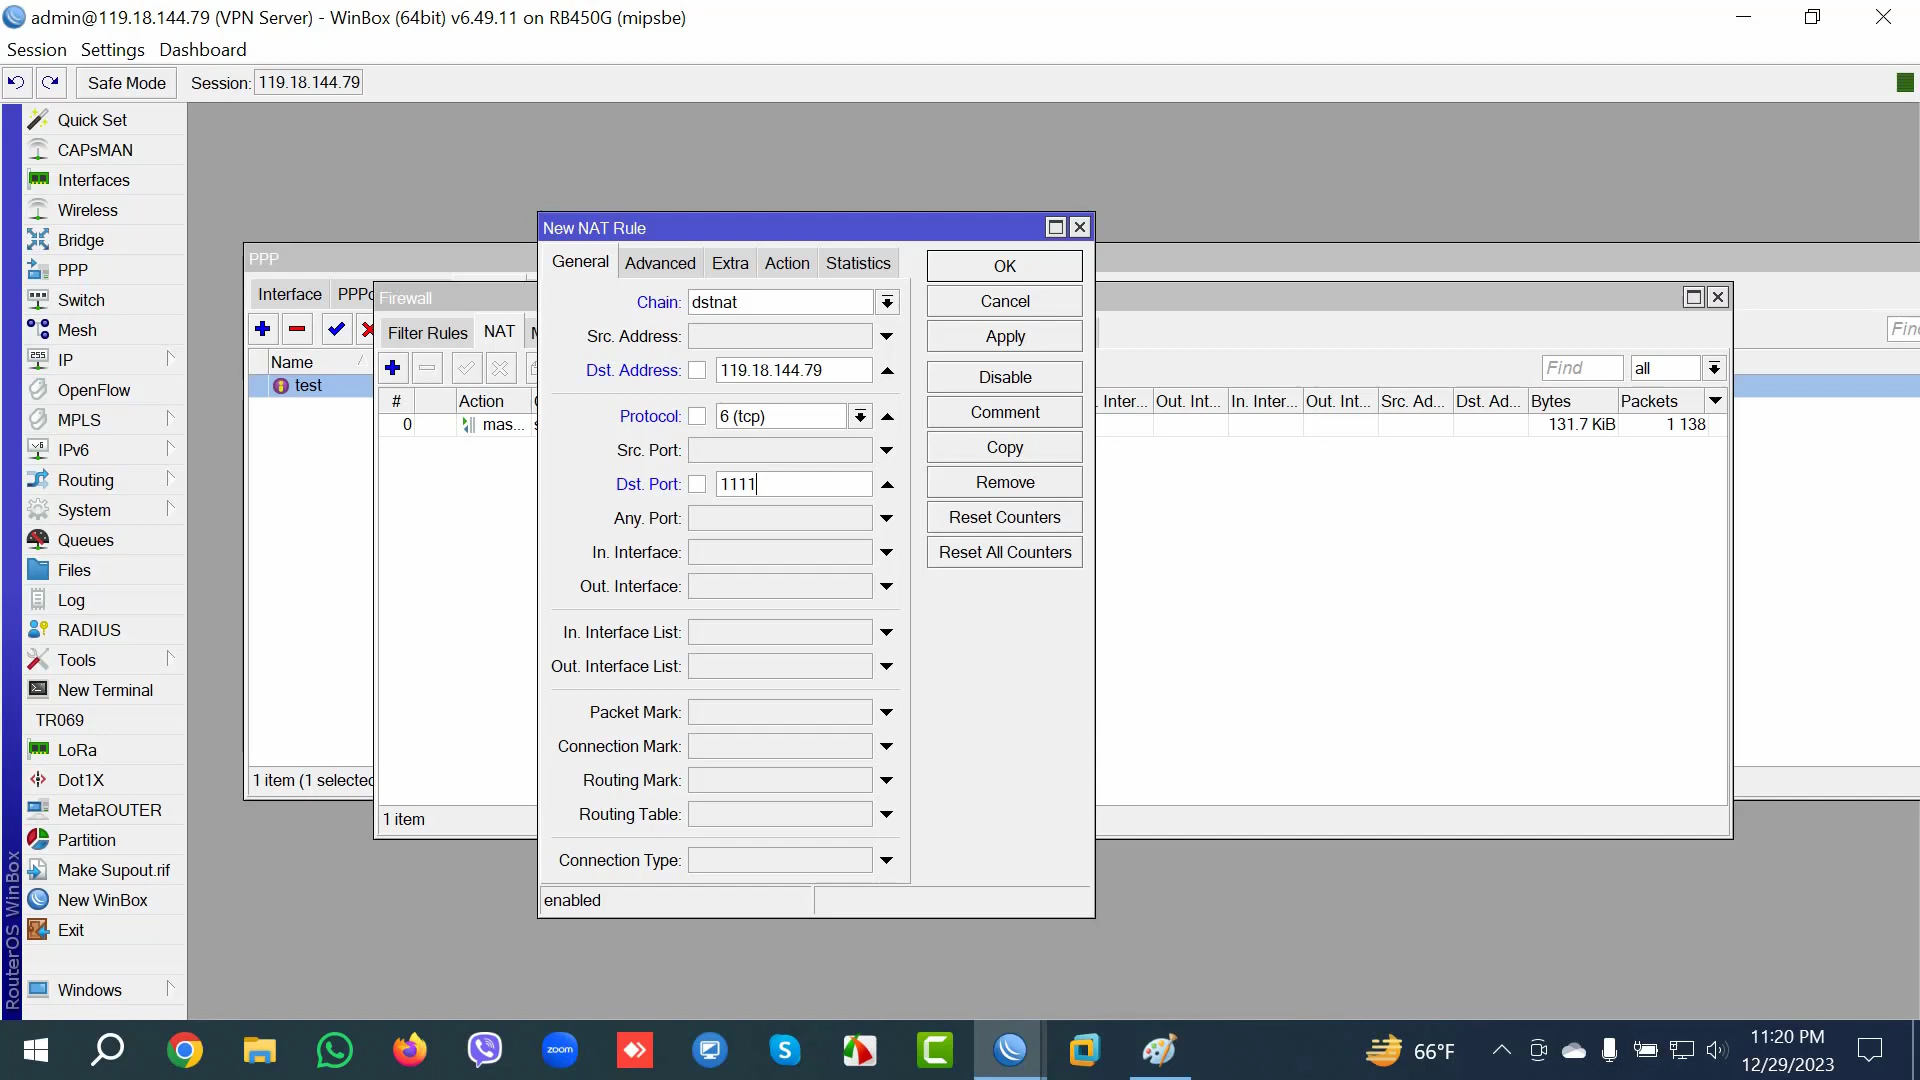 admin@119.18.144.79 (VPN Server) - WinBox (64bit) v6.49.11 on RB450G (mipsbe)
Session Settings Dashboard
Safe Mode Session: 119.18.144.79
Quick Set
CAPsMAN
Interfaces
Wireless
Bridge
PPP
Switch
Mesh
IP
OpenFlow
MPLS
IPv6
Routing
System
Queues
Files
Log
RADIUS
Tools
New Terminal
TR069
LoRa
Dot1X
MetaROUTER
Partition
Make Supout.rif
New WinBox
Exit
Windows
RouterOS WinBox
PPP
Interface
Name
test
1 item (1 selected
Firewall
Filter Rules NAT
Find all
# Action
0 mas...
Inter... Out. Int... In. Inter... Out. Int... Src. Ad... Dst. Ad... Bytes Packets
131.7 KiB 1 138
1 item
New NAT Rule
General Advanced Extra Action Statistics
Chain: dstnat
Src. Address:
Dst. Address: 119.18.144.79
Protocol: 6 (tcp)
Src. Port:
Dst. Port: 1111
Any. Port:
In. Interface:
Out. Interface:
In. Interface List:
Out. Interface List:
Packet Mark:
Connection Mark:
Routing Mark:
Routing Table:
Connection Type:
enabled
OK
Cancel
Apply
Disable
Comment
Copy
Remove
Reset Counters
Reset All Counters
zoom
66°F
11:20 PM
12/29/2023